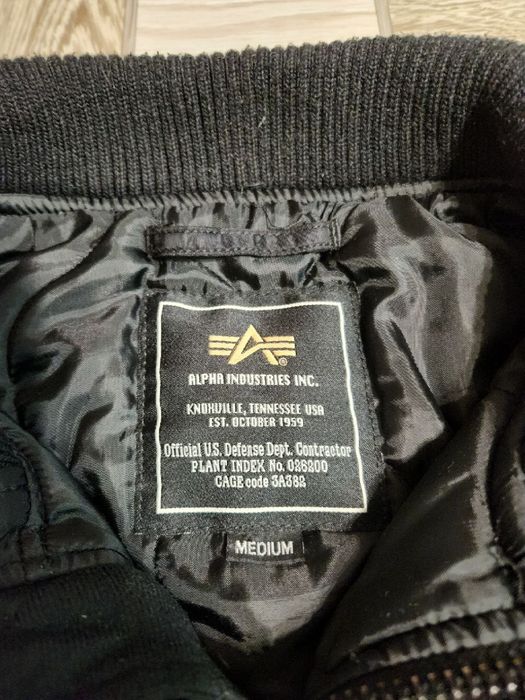 ALPHA INDUSTRIES INC.
KNOXVILLE, TENNESSEE USA
EST. OCTOBER 1959
Official U.S. Defense Dept. Contractor
PLANT INDEX No. 026200
CAGE code 3A382
MEDIUM